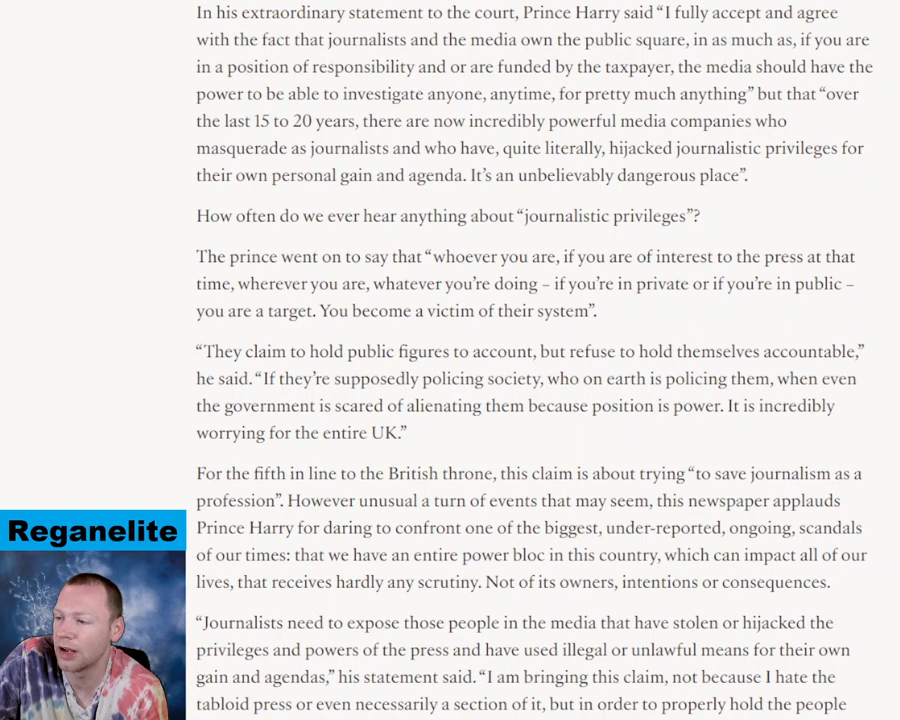 In his extraordinary statement to the court, Prince Harry said “I fully accept and agree
with the fact that journalists and the media own the public square, in as much as, if you are
in a position of responsibility and or are funded by the taxpayer, the media should have the
power to be able to investigate anyone, anytime, for pretty much anything” but that “over
the last 15 to 20 years, there are now incredibly powerful media companies who
masquerade as journalists and who have, quite literally, hijacked journalistic privileges for
their own personal gain and agenda. It’s an unbelievably dangerous place”.
How often do we ever hear anything about “journalistic privileges”?
The prince went on to say that “whoever you are, if you are of interest to the press at that
time, wherever you are, whatever you’re doing – if you’re in private or if you’re in public –
you are a target. You become a victim of their system”.
“They claim to hold public figures to account, but refuse to hold themselves accountable,”
he said. “If they’re supposedly policing society, who on earth is policing them, when even
the government is scared of alienating them because position is power. It is incredibly
worrying for the entire UK.”
For the fifth in line to the British throne, this claim is about trying “to save journalism as a
profession”. However unusual a turn of events that may seem, this newspaper applauds
Prince Harry for daring to confront one of the biggest, under-reported, ongoing, scandals
of our times: that we have an entire power bloc in this country, which can impact all of our
lives, that receives hardly any scrutiny. Not of its owners, intentions or consequences.
“Journalists need to expose those people in the media that have stolen or hijacked the
privileges and powers of the press and have used illegal or unlawful means for their own
gain and agendas,” his statement said. “I am bringing this claim, not because I hate the
tabloid press or even necessarily a section of it, but in order to properly hold the people
Reganelite